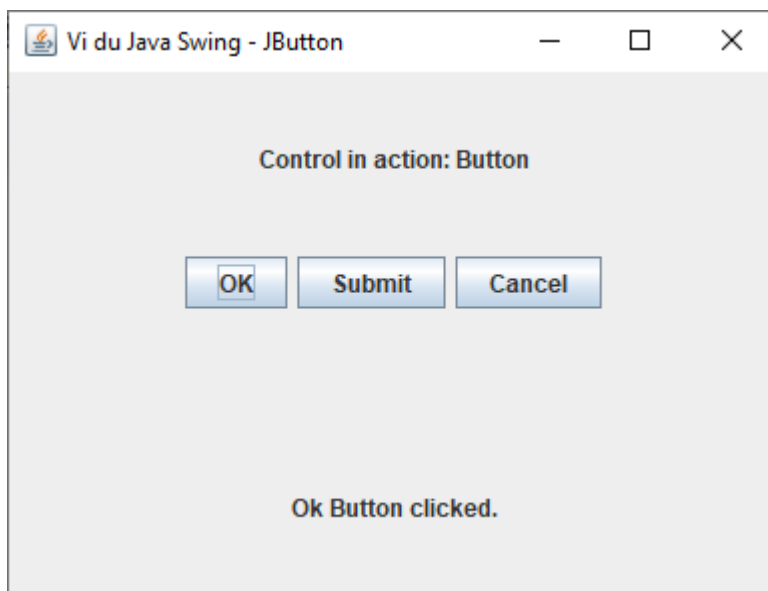 Vi du Java Swing - JButton
Control in action: Button
OK Submit Cancel
Ok Button clicked.